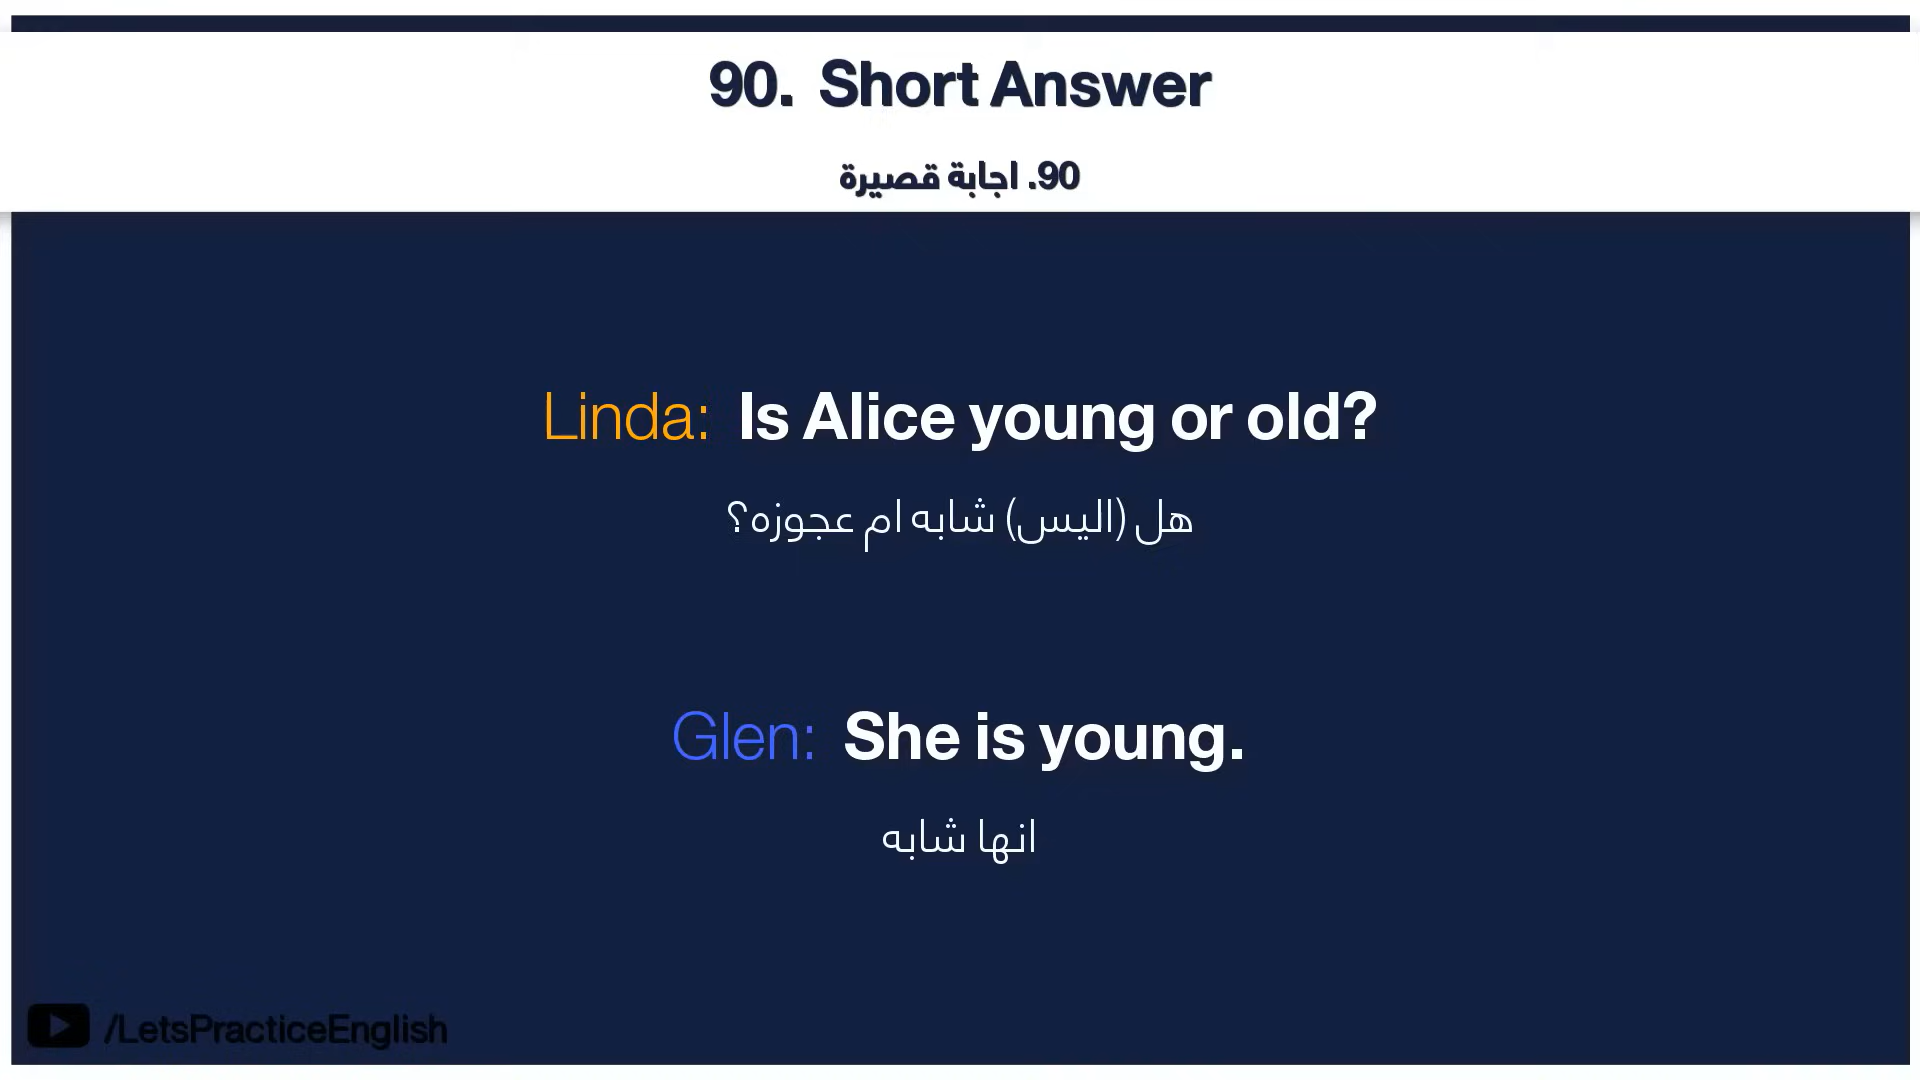 90. Short Answer
90. اجابة قصيرة
Linda: Is Alice young or old?
هل (اليس) شابه ام عجوزه؟
Glen: She is young.
انها شابه
/LetsPracticeEnglish